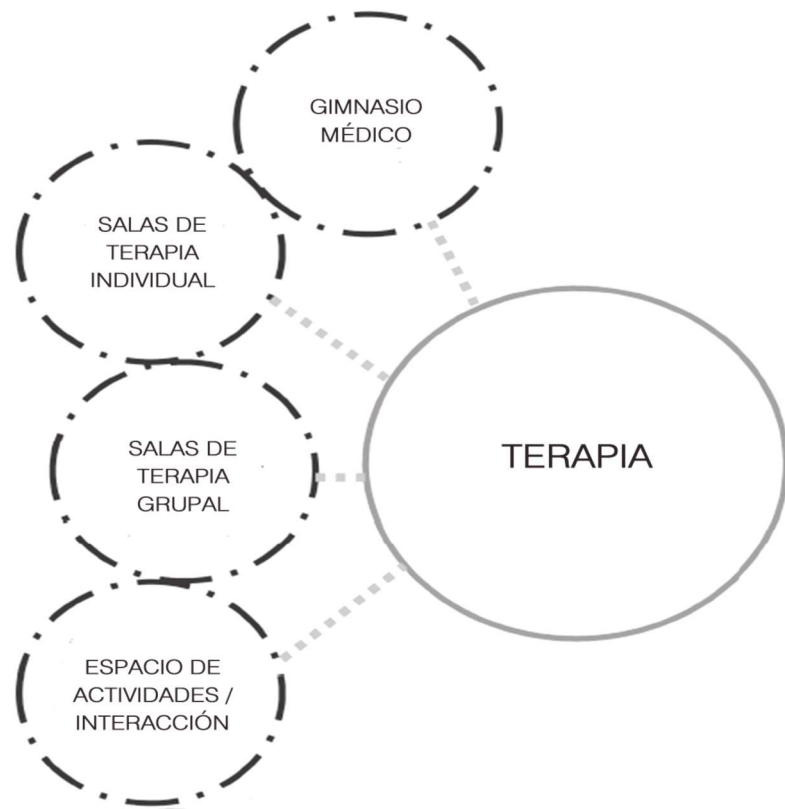 GIMNASIO
MÉDICO
SALAS DE
TERAPIA
INDIVIDUAL
SALAS DE
TERAPIA
GRUPAL
TERAPIA
ESPACIO DE
ACTIVIDADES /
INTERACCIÓN